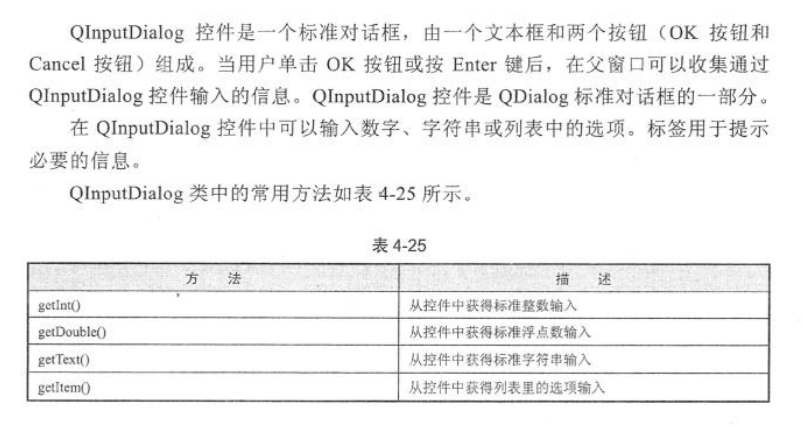 QInputDialog 控件是一个标准对话框，由一个文本框和两个按钮（OK 按钮和
Cancel 按钮）组成。当用户单击 OK 按钮或按 Enter 键后，在父窗口可以收集通过
QInputDialog 控件输入的信息。QInputDialog 控件是 QDialog 标准对话框的一部分。
在 QInputDialog 控件中可以输入数字、字符串或列表中的选项。标签用于提示
必要的信息。
QInputDialog 类中的常用方法如表 4-25 所示。
表 4-25
方 法 描 述
getInt() 从控件中获得标准整数输入
getDouble() 从控件中获得标准浮点数输入
getText() 从控件中获得标准字符串输入
getItem() 从控件中获得列表里的选项输入